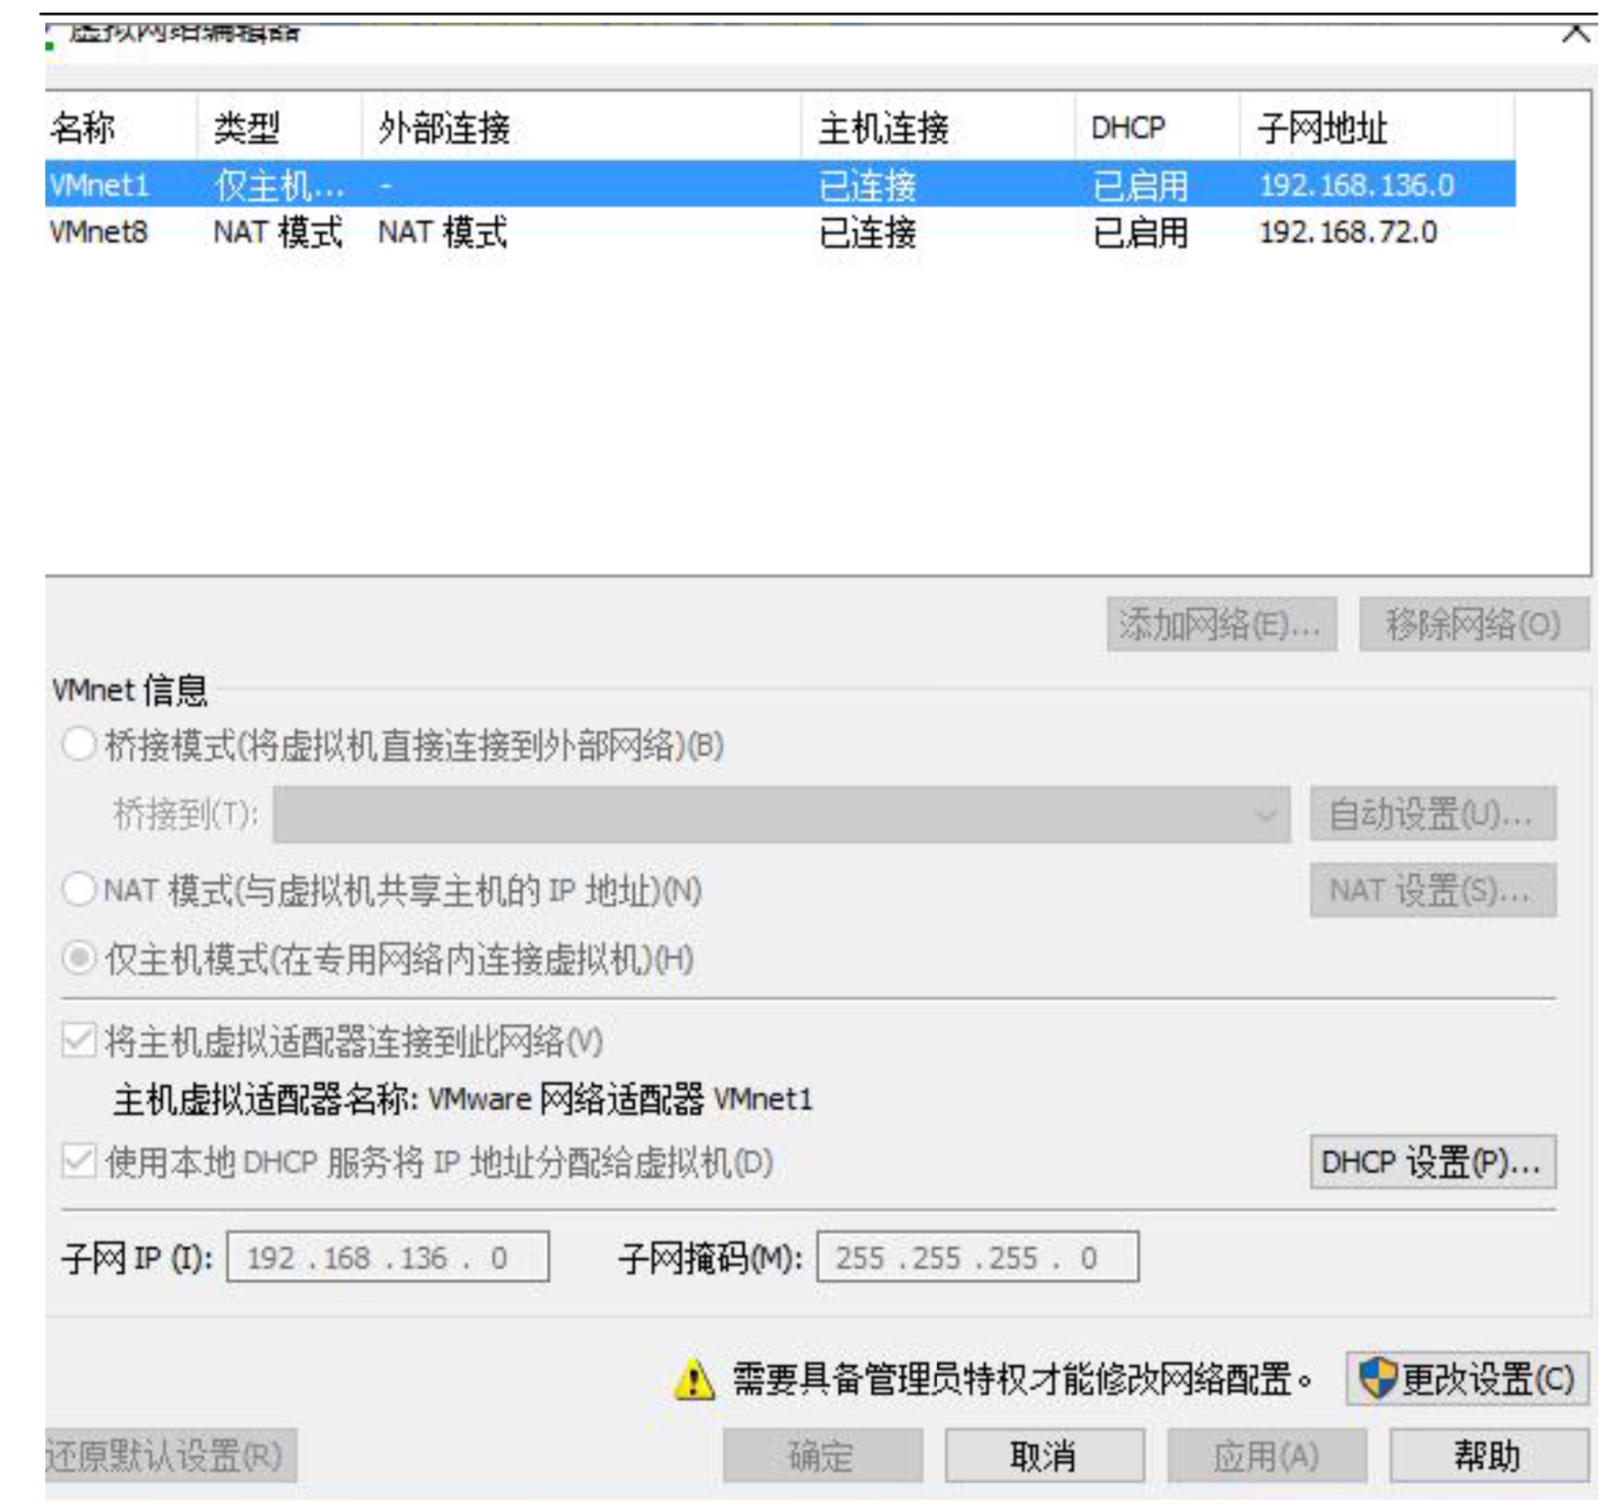 虚拟网络编辑器
名称 类型 外部连接 主机连接 DHCP 子网地址
VMnet1 仅主机... - 已连接 已启用 192.168.136.0
VMnet8 NAT 模式 NAT 模式 已连接 已启用 192.168.72.0
添加网络(E)... 移除网络(O)
VMnet 信息
桥接模式(将虚拟机直接连接到外部网络)(B)
桥接到(T): 自动设置(U)...
NAT 模式(与虚拟机共享主机的 IP 地址)(N) NAT 设置(S)...
仅主机模式(在专用网络内连接虚拟机)(H)
将主机虚拟适配器连接到此网络(V)
主机虚拟适配器名称: VMware 网络适配器 VMnet1
使用本地 DHCP 服务将 IP 地址分配给虚拟机(D) DHCP 设置(P)...
子网 IP (I): 192 . 168 . 136 . 0 子网掩码(M): 255 . 255 . 255 . 0
需要具备管理员特权才能修改网络配置。 更改设置(C)
还原默认设置(R) 确定 取消 应用(A) 帮助